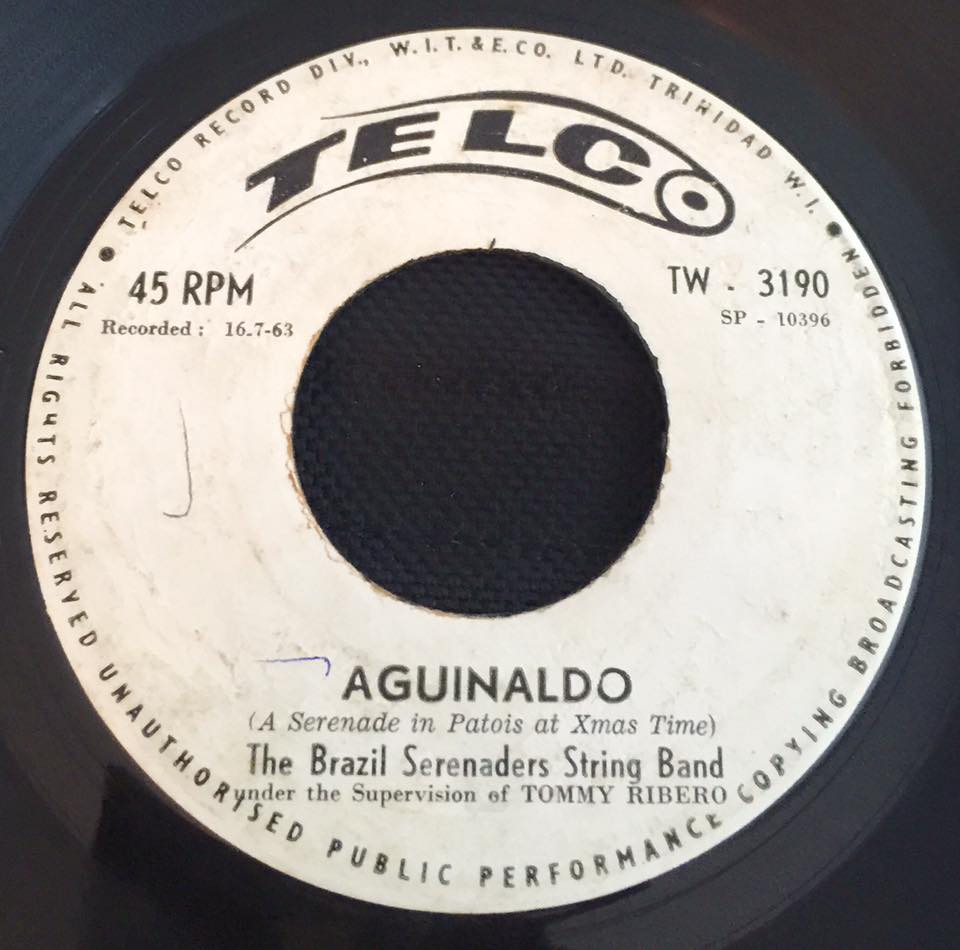 TELCO RECORD DIV., W.I.T. & E. CO. LTD. TRINIDAD W.I.
TELCO
45 RPM
Recorded : 16-7-63
TW - 3190
SP - 10396
AGUINALDO
(A Serenade in Patois at Xmas Time)
The Brazil Serenaders String Band
under the Supervision of TOMMY RIBERO
ALL RIGHTS RESERVED UNAUTHORISED PUBLIC PERFORMANCE COPYING BROADCASTING FORBIDDEN